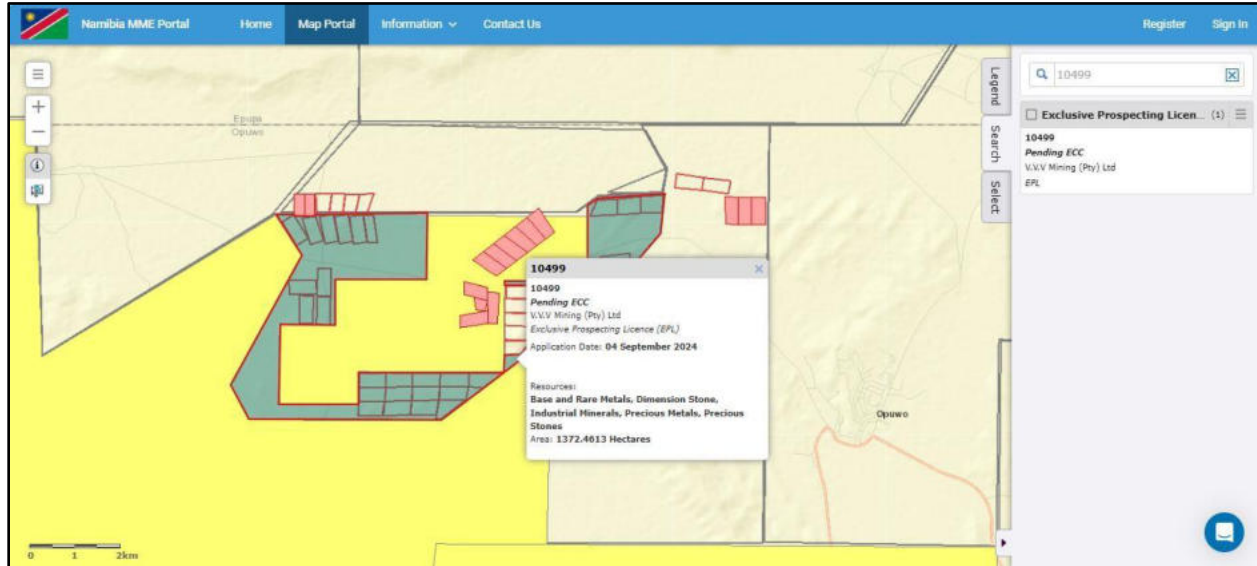 Namibia MME Portal
Home
Map Portal
Information
Contact Us
Register
Sign In
Epupa
Opuwo
Legend
Search
Select
10499
Exclusive Prospecting Licen... (1)
10499
Pending ECC
V.V.V Mining (Pty) Ltd
EPL
10499
10499
Pending ECC
V.V.V Mining (Pty) Ltd
Exclusive Prospecting Licence (EPL)
Application Date: 04 September 2024
Resources:
Base and Rare Metals, Dimension Stone,
Industrial Minerals, Precious Metals, Precious
Stones
Area: 1372.4613 Hectares
Opuwo
0 1 2km